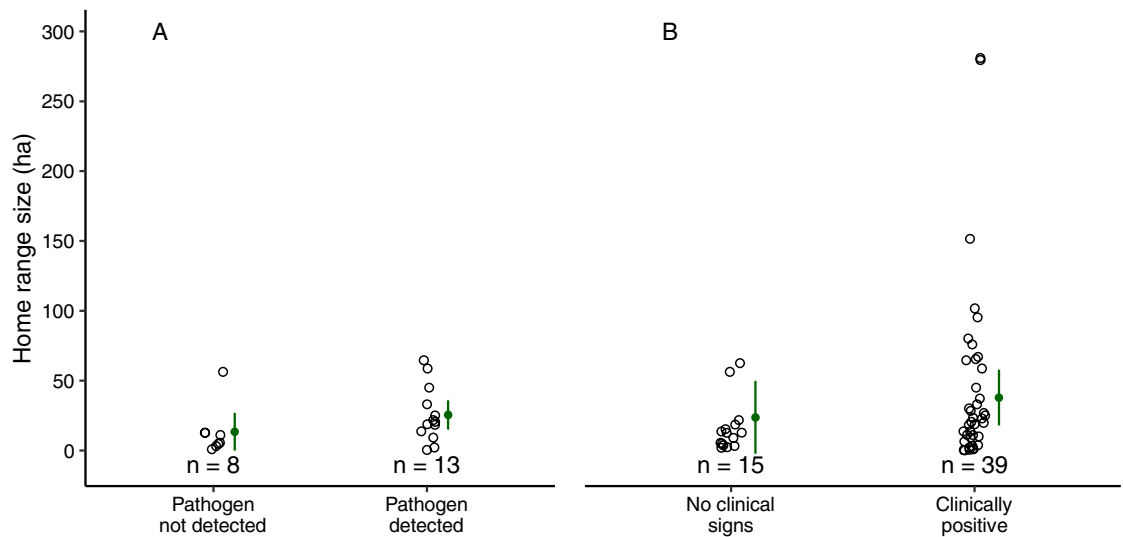 A
B
Home range size (ha)
300
250
200
150
100
50
0
n = 8
n = 13
n = 15
n = 39
Pathogen
not detected
Pathogen
detected
No clinical
signs
Clinically
positive